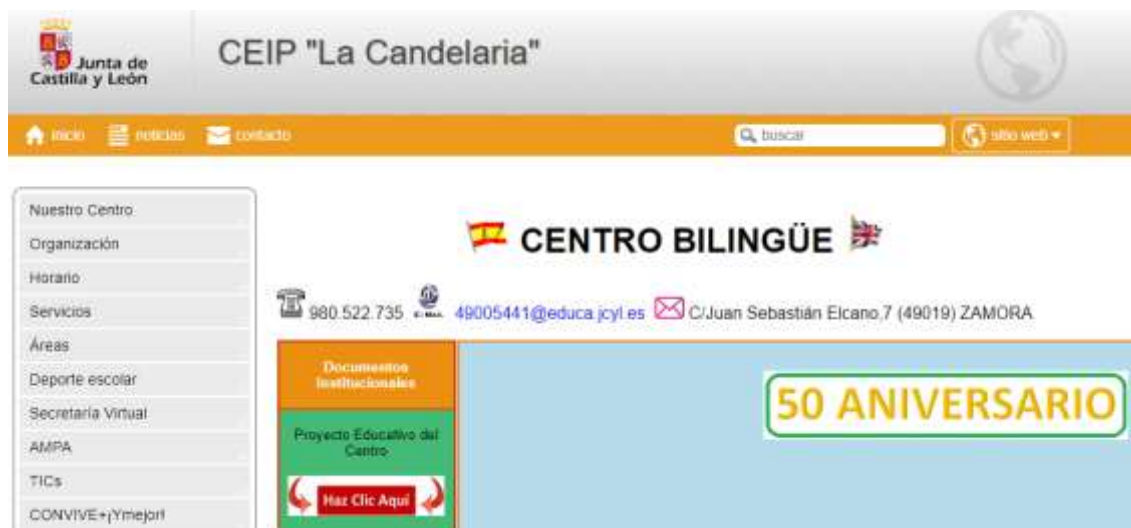 Junta de
Castilla y León
CEIP "La Candelaria"
inicio noticias contacto buscar sitio web
Nuestro Centro
Organización
Horario
Servicios
Áreas
Deporte escolar
Secretaría Virtual
AMPA
TICs
CONVIVE+¡Ymejor!
CENTRO BILINGÜE
980.522.735 49005441@educa.jcyl.es C/Juan Sebastián Elcano,7 (49019) ZAMORA
Documentos
Institucionales
Proyecto Educativo del
Centro
Haz Clic Aquí
50 ANIVERSARIO